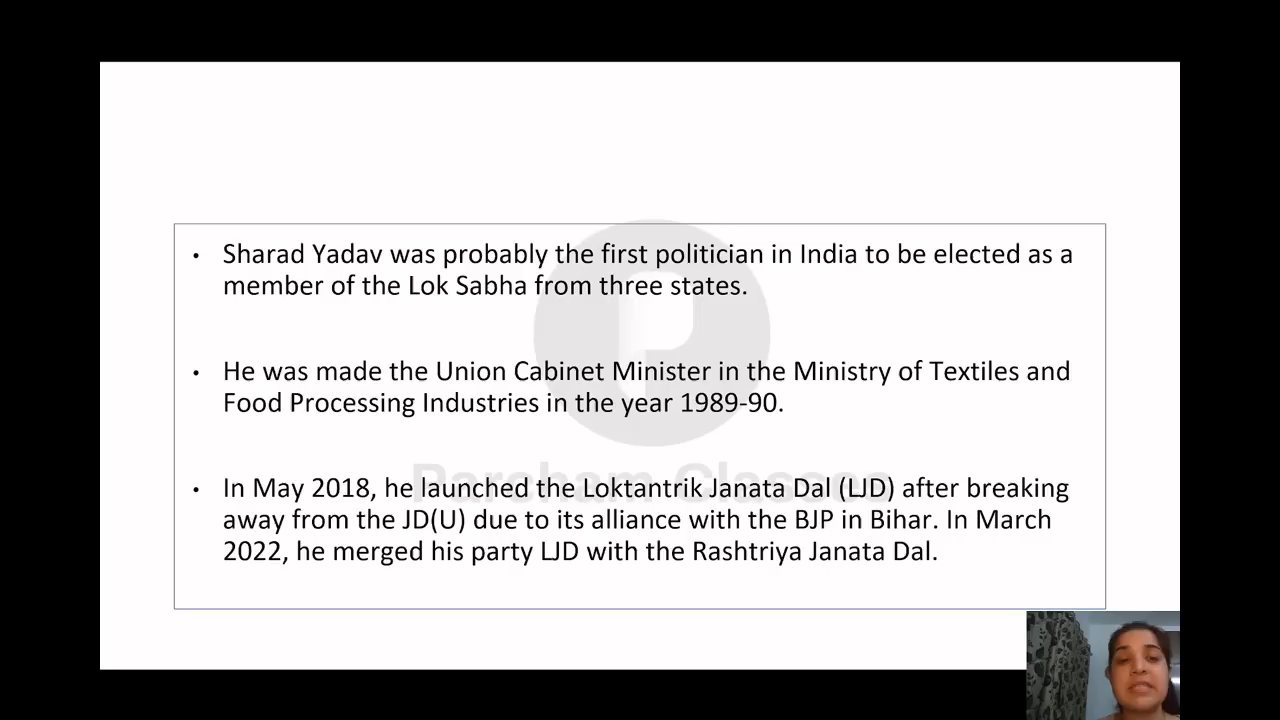 • Sharad Yadav was probably the first politician in India to be elected as a
member of the Lok Sabha from three states.
• He was made the Union Cabinet Minister in the Ministry of Textiles and
Food Processing Industries in the year 1989-90.
Parcham Classes
• In May 2018, he launched the Loktantrik Janata Dal (LJD) after breaking
away from the JD(U) due to its alliance with the BJP in Bihar. In March
2022, he merged his party LJD with the Rashtriya Janata Dal.